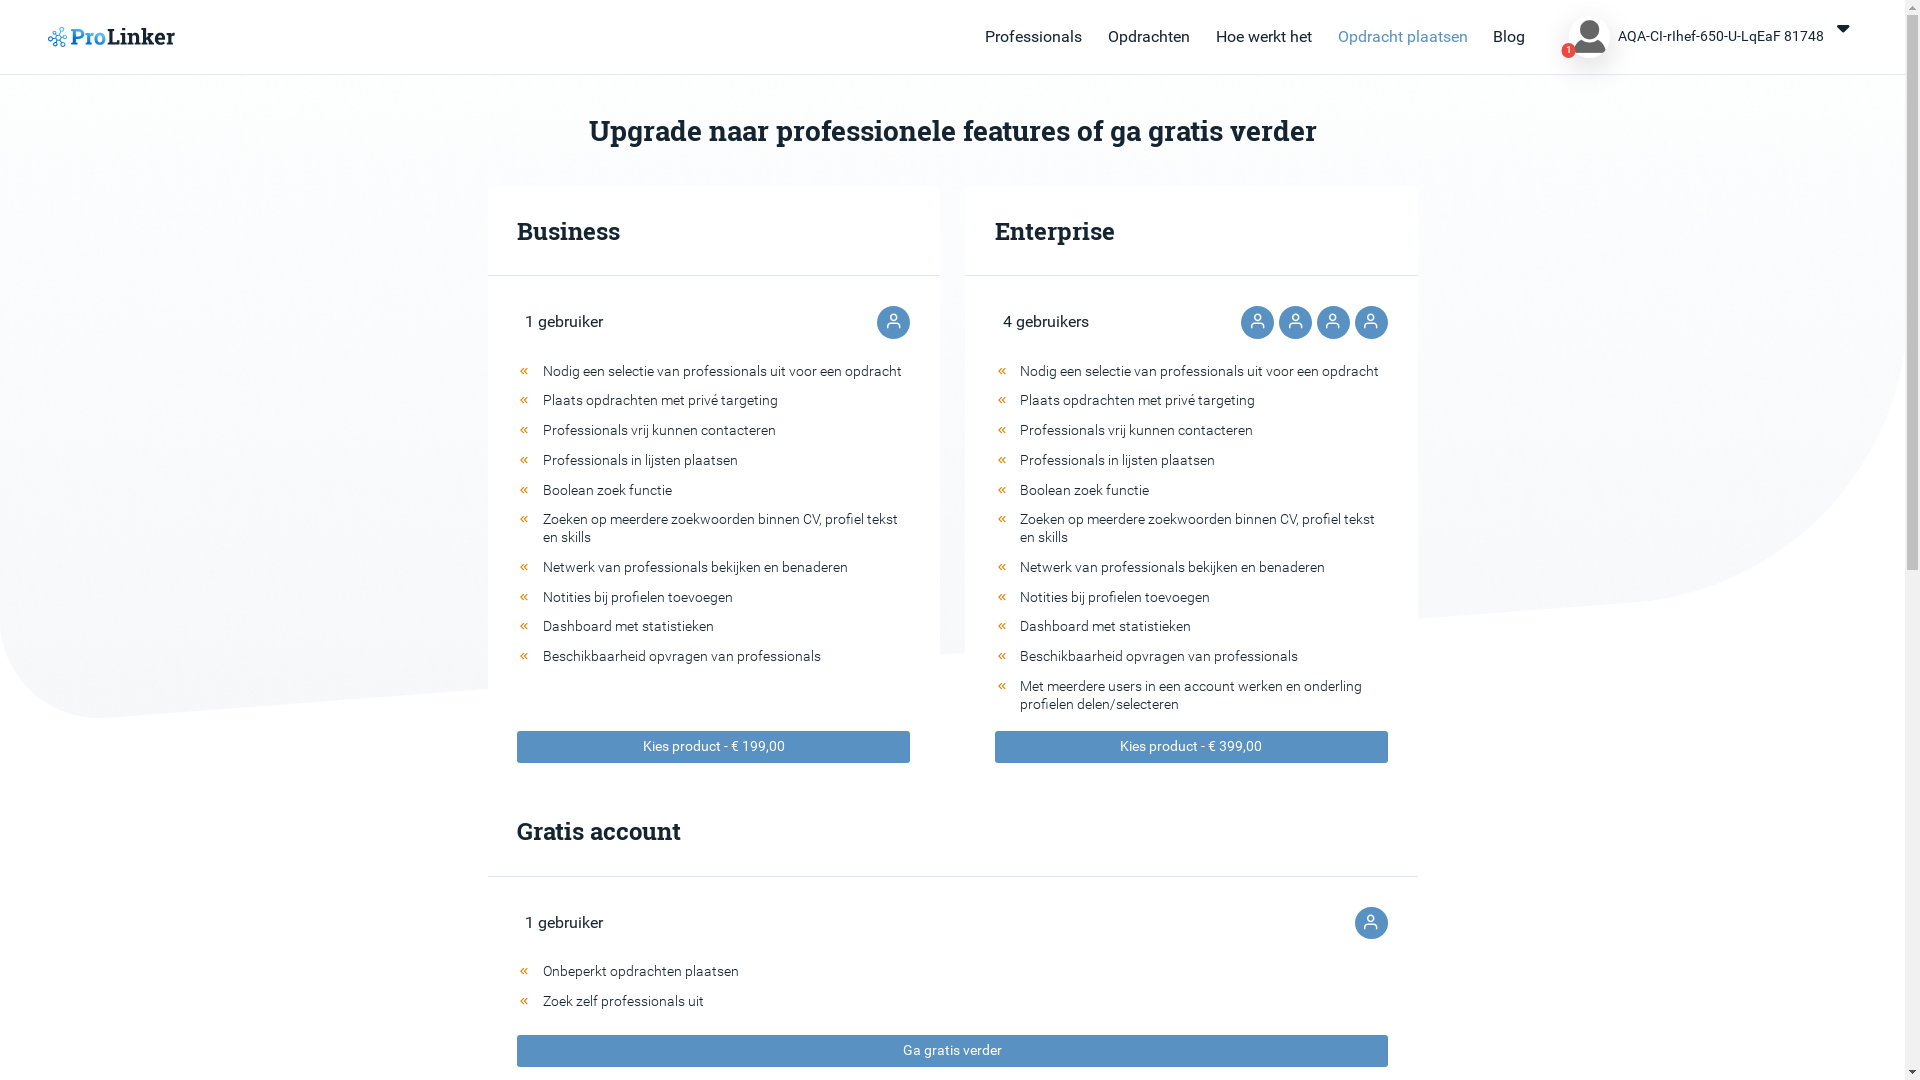 ProLinker
Professionals
Opdrachten
Hoe werkt het
Opdracht plaatsen
Blog
1
AQA-CI-rIhef-650-U-LqEaF 81748
Upgrade naar professionele features of ga gratis verder
Business
1 gebruiker
Nodig een selectie van professionals uit voor een opdracht
Plaats opdrachten met privé targeting
Professionals vrij kunnen contacteren
Professionals in lijsten plaatsen
Boolean zoek functie
Zoeken op meerdere zoekwoorden binnen CV, profiel tekst
en skills
Netwerk van professionals bekijken en benaderen
Notities bij profielen toevoegen
Dashboard met statistieken
Beschikbaarheid opvragen van professionals
Kies product - € 199,00
Enterprise
4 gebruikers
Nodig een selectie van professionals uit voor een opdracht
Plaats opdrachten met privé targeting
Professionals vrij kunnen contacteren
Professionals in lijsten plaatsen
Boolean zoek functie
Zoeken op meerdere zoekwoorden binnen CV, profiel tekst
en skills
Netwerk van professionals bekijken en benaderen
Notities bij profielen toevoegen
Dashboard met statistieken
Beschikbaarheid opvragen van professionals
Met meerdere users in een account werken en onderling
profielen delen/selecteren
Kies product - € 399,00
Gratis account
1 gebruiker
Onbeperkt opdrachten plaatsen
Zoek zelf professionals uit
Ga gratis verder